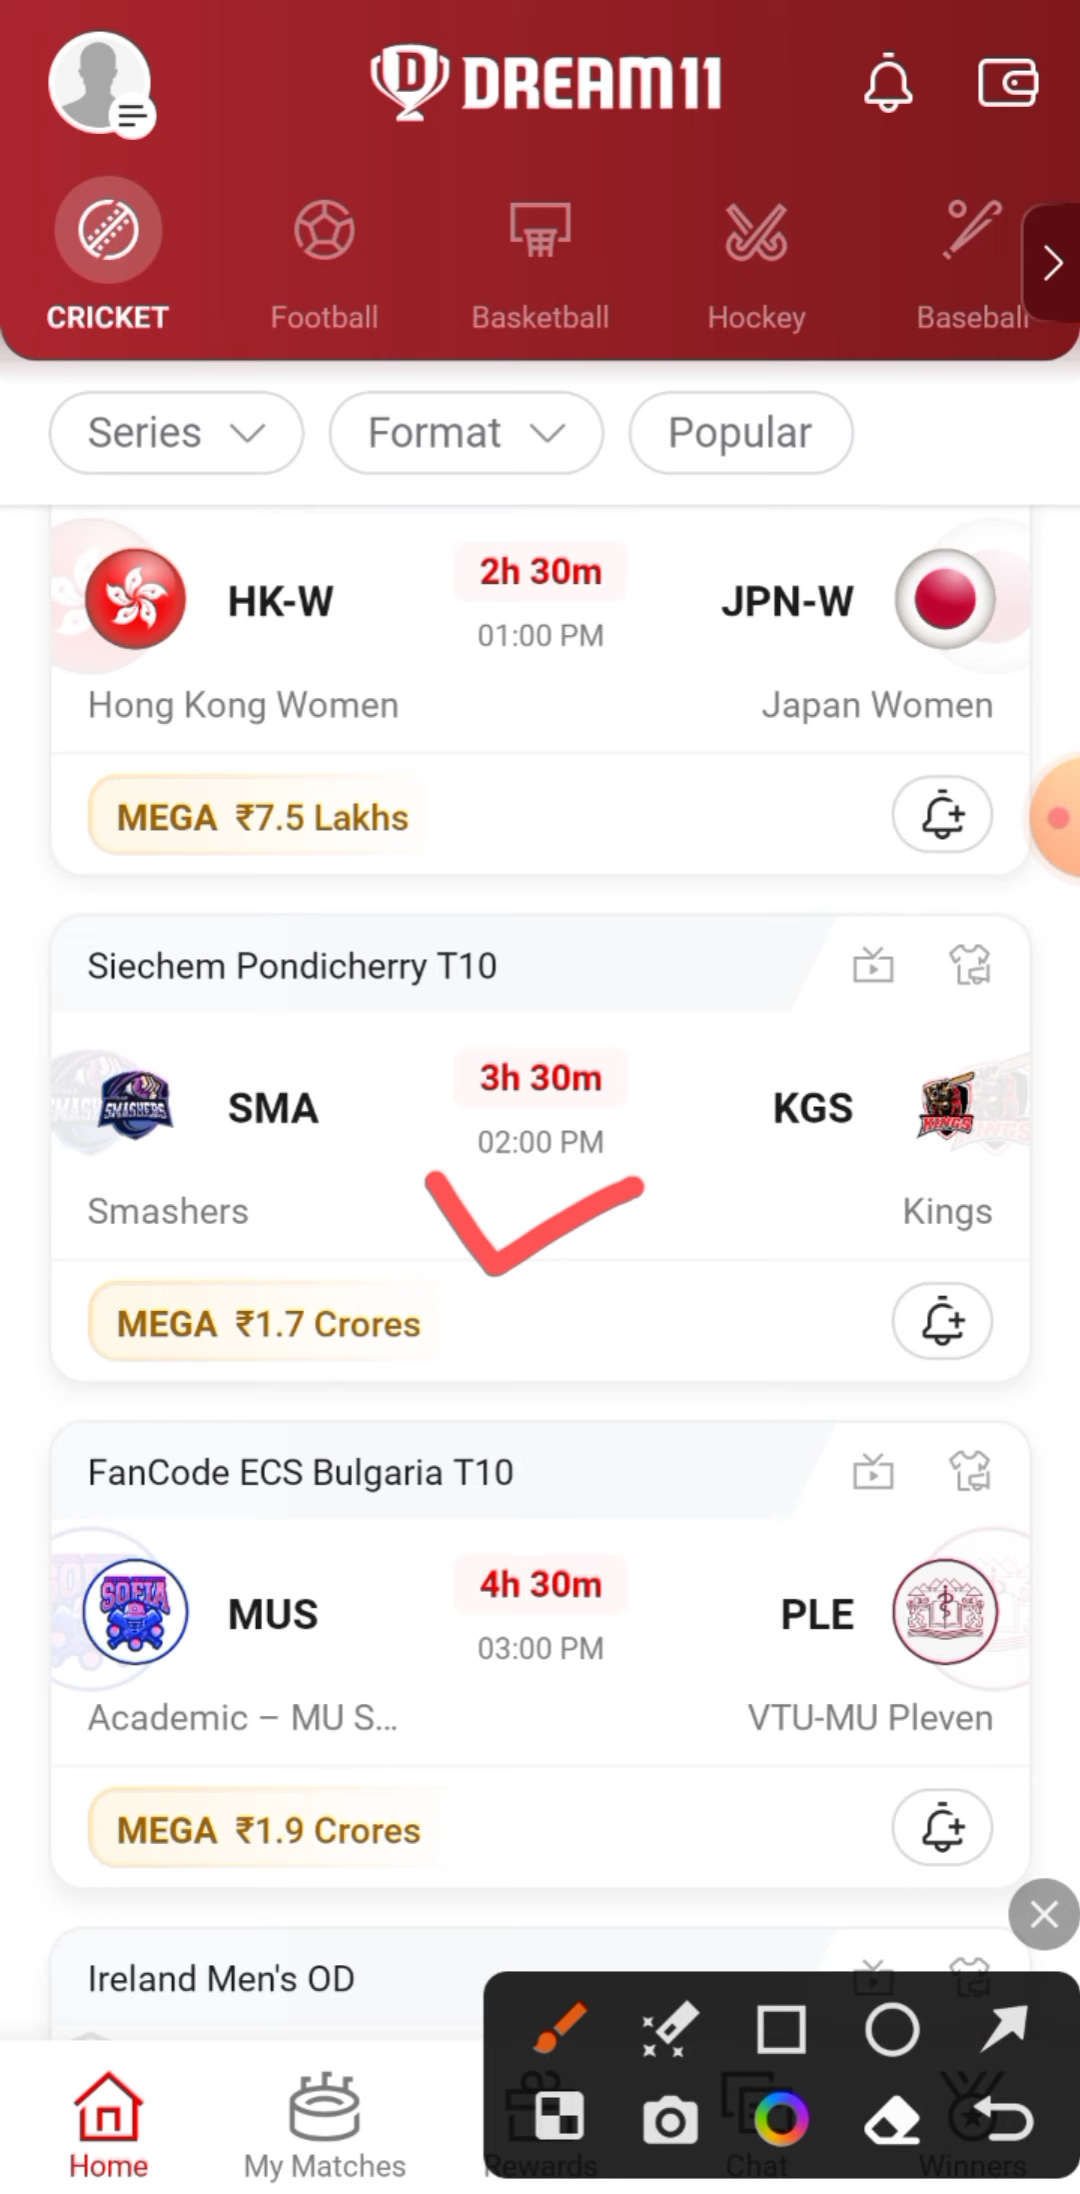 DREAM11
CRICKET Football Basketball Hockey Baseball
Series Format Popular
HK-W 2h 30m JPN-W
01:00 PM
Hong Kong Women Japan Women
MEGA ₹7.5 Lakhs
Siechem Pondicherry T10
SMA 3h 30m KGS
02:00 PM
SMASHERS KINGS
Smashers Kings
MEGA ₹1.7 Crores
FanCode ECS Bulgaria T10
SOFIA MUS 4h 30m PLE
03:00 PM
Academic – MU S... VTU-MU Pleven
MEGA ₹1.9 Crores
Ireland Men's OD
Home My Matches Rewards Chat Winners